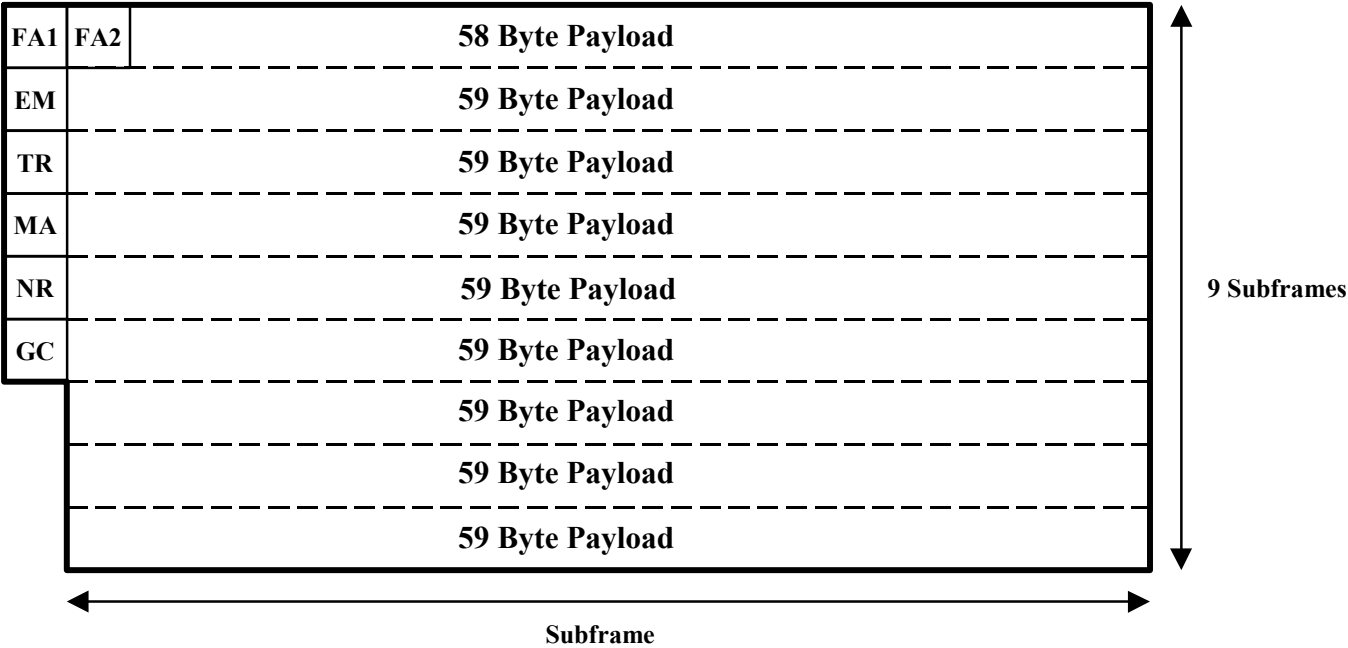 FA1 FA2 58 Byte Payload
EM 59 Byte Payload
TR 59 Byte Payload
MA 59 Byte Payload
NR 59 Byte Payload
9 Subframes
GC 59 Byte Payload
59 Byte Payload
59 Byte Payload
59 Byte Payload
Subframe